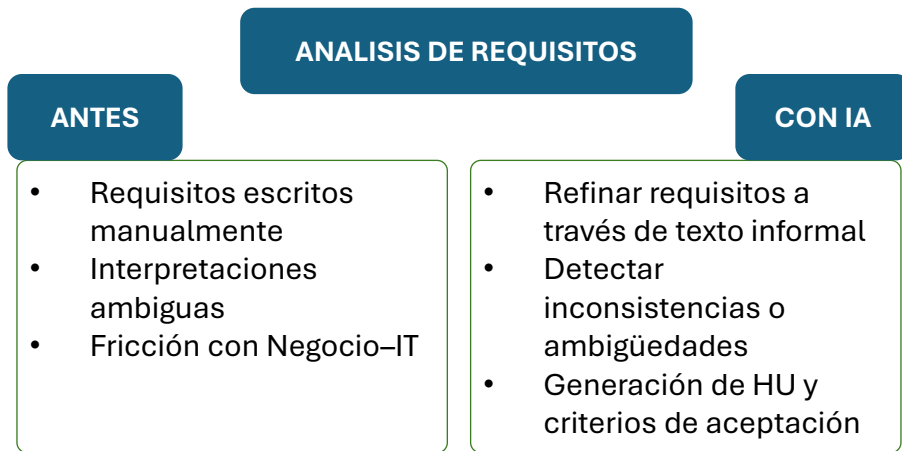 ANALISIS DE REQUISITOS
ANTES
• Requisitos escritos
manualmente
• Interpretaciones
ambiguas
• Fricción con Negocio–IT
CON IA
• Refinar requisitos a
través de texto informal
• Detectar
inconsistencias o
ambigüedades
• Generación de HU y
criterios de aceptación